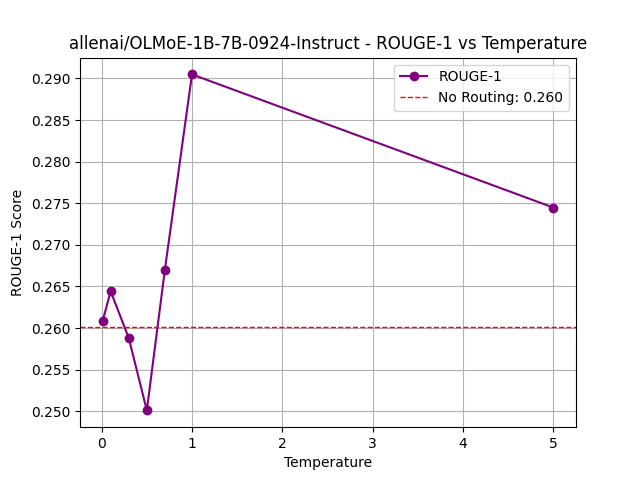 allenai/OLMoE-1B-7B-0924-Instruct - ROUGE-1 vs Temperature
ROUGE-1
No Routing: 0.260
ROUGE-1 Score
0.290
0.285
0.280
0.275
0.270
0.265
0.260
0.255
0.250
0 1 2 3 4 5
Temperature